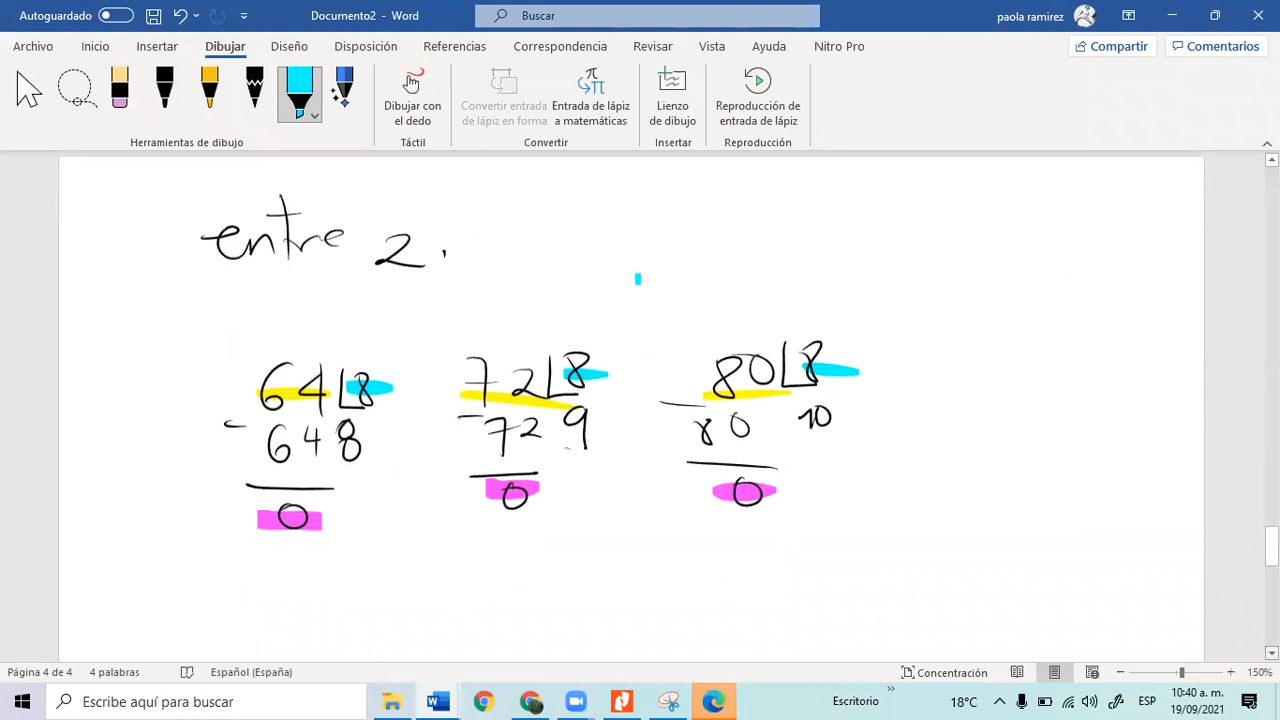 Autoguardado
Documento2 - Word
Buscar
paola ramirez
Archivo Inicio Insertar Dibujar Diseño Disposición Referencias Correspondencia Revisar Vista Ayuda Nitro Pro
Compartir Comentarios
Dibujar con el dedo
Convertir entrada de lápiz en forma
Entrada de lápiz a matemáticas
Lienzo de dibujo
Reproducción de entrada de lápiz
Herramientas de dibujo Táctil Convertir Insertar Reproducción
entre 2.
64 8 72 8 80 8
- 64 8 - 72 9 - 80 10
0 0 0
Página 4 de 4 4 palabras Español (España) Concentración 150%
Escribe aquí para buscar
Escritorio
18°C
ESP
10:40 a. m.
19/09/2021